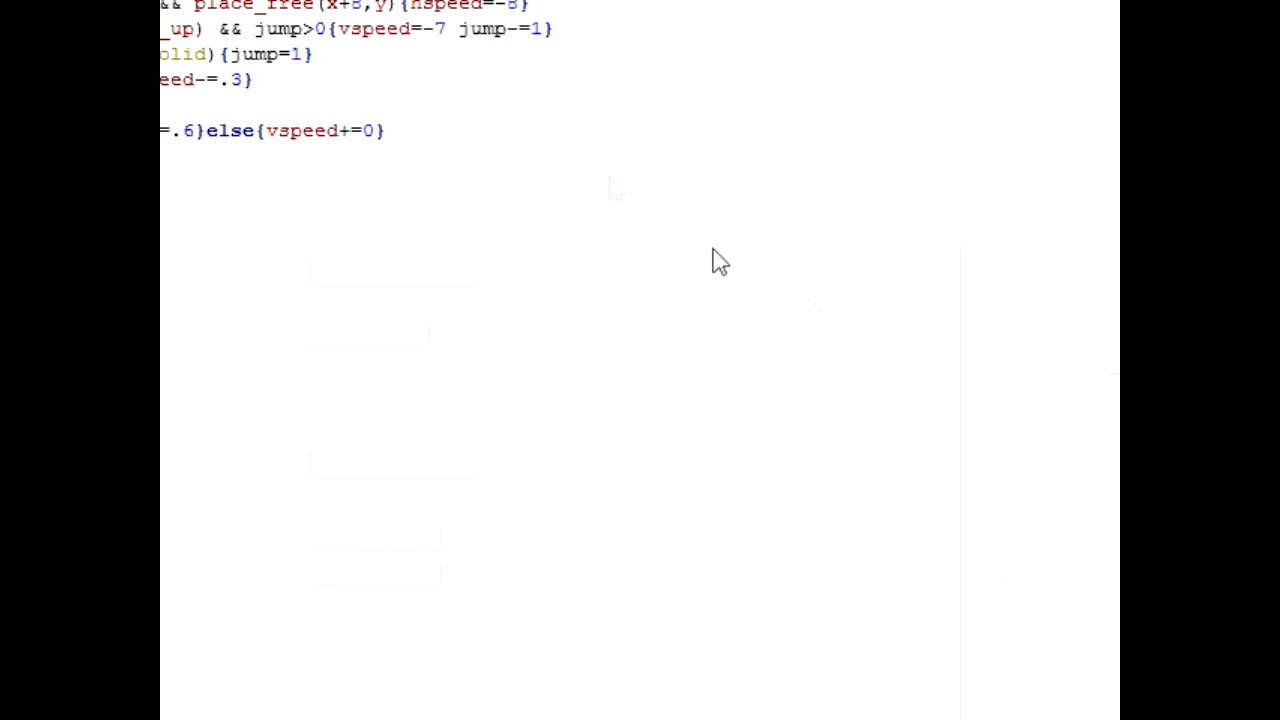 && place_free(x+8,y){hspeed=-8}
_up) && jump>0{vspeed=-7 jump-=1}
olid){jump=1}
eed-=.3}
=.6}else{vspeed+=0}